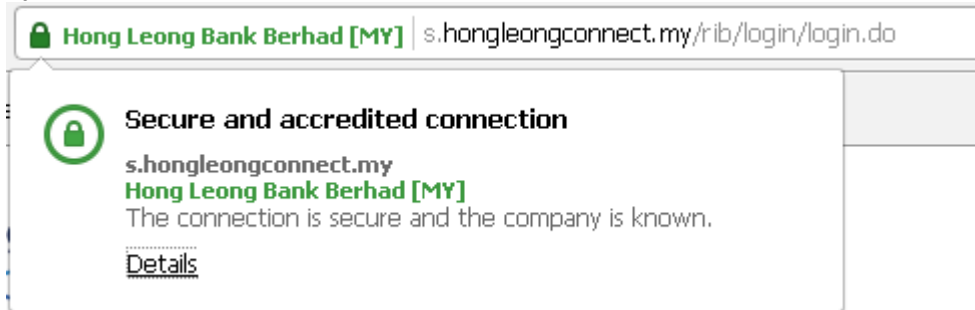 Hong Leong Bank Berhad [MY] s.hongleongconnect.my/rib/login/login.do
Secure and accredited connection
s.hongleongconnect.my
Hong Leong Bank Berhad [MY]
The connection is secure and the company is known.
Details